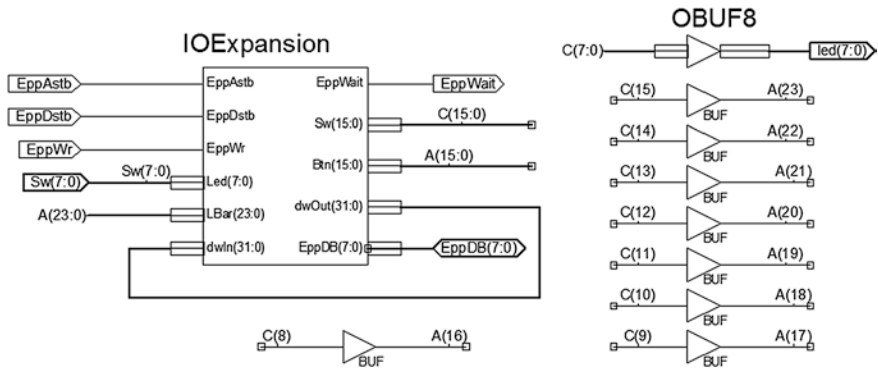 IOExpansion
EppAstb
EppDstb
EppWr
Sw(7:0)
Sw(7:0)
A(23:0)
EppAstb
EppDstb
EppWr
Led(7:0)
LBar(23:0)
dwIn(31:0)
EppWait
Sw(15:0)
Btn(15:0)
dwOut(31:0)
EppDB(7:0)
EppWait
C(15:0)
A(15:0)
EppDB(7:0)
C(8)
BUF
A(16)
OBUF8
C(7:0)
led(7:0)
C(15)
BUF
A(23)
C(14)
BUF
A(22)
C(13)
BUF
A(21)
C(12)
BUF
A(20)
C(11)
BUF
A(19)
C(10)
BUF
A(18)
C(9)
BUF
A(17)